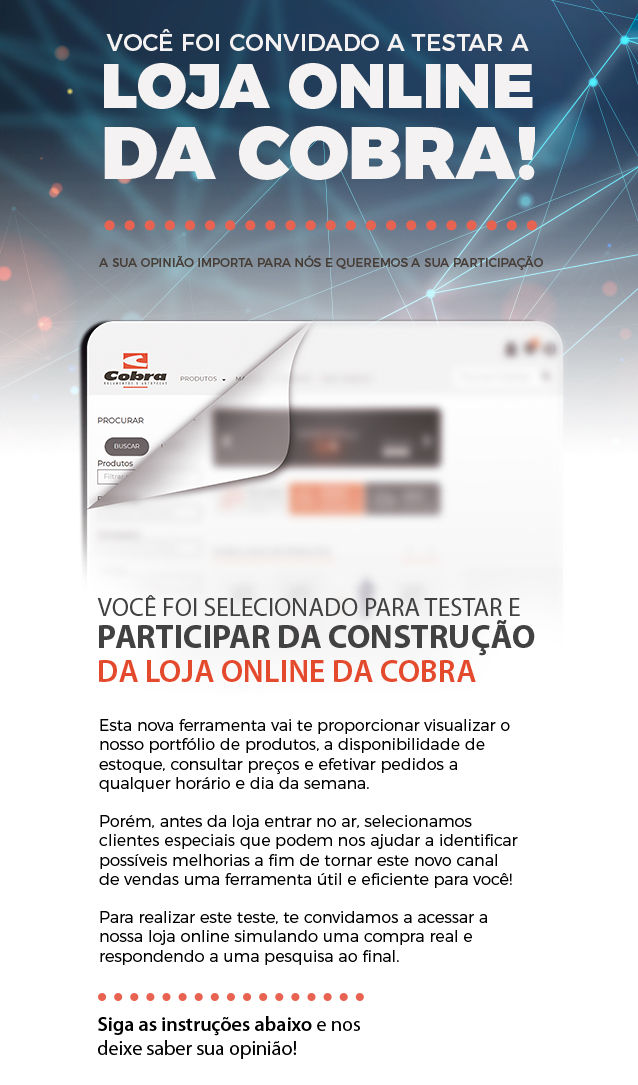 VOCÊ FOI CONVIDADO A TESTAR A
LOJA ONLINE
DA COBRA!
A SUA OPINIÃO IMPORTA PARA NÓS E QUEREMOS A SUA PARTICIPAÇÃO
Cobra
ROLAMENTOS E AUTOPEÇAS
PRODUTOS
PROCURAR
BUSCAR
Produtos
VOCÊ FOI SELECIONADO PARA TESTAR E
PARTICIPAR DA CONSTRUÇÃO
DA LOJA ONLINE DA COBRA
Esta nova ferramenta vai te proporcionar visualizar o
nosso portfólio de produtos, a disponibilidade de
estoque, consultar preços e efetivar pedidos a
qualquer horário e dia da semana.
Porém, antes da loja entrar no ar, selecionamos
clientes especiais que podem nos ajudar a identificar
possíveis melhorias a fim de tornar este novo canal
de vendas uma ferramenta útil e eficiente para você!
Para realizar este teste, te convidamos a acessar a
nossa loja online simulando uma compra real e
respondendo a uma pesquisa ao final.
Siga as instruções abaixo e nos
deixe saber sua opinião!